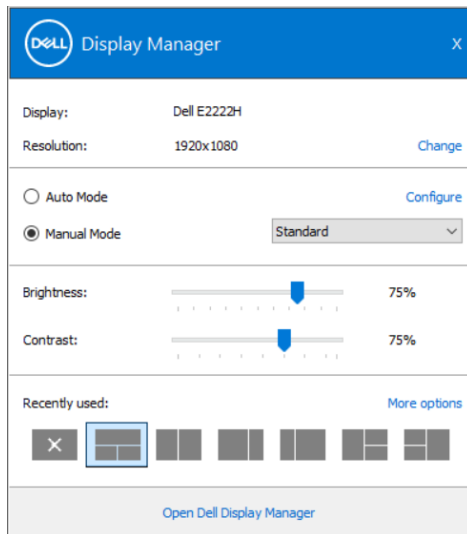 DELL Display Manager X
Display: Dell E2222H
Resolution: 1920x1080 Change
Auto Mode Configure
Manual Mode Standard
Brightness: 75%
Contrast: 75%
Recently used: More options
Open Dell Display Manager